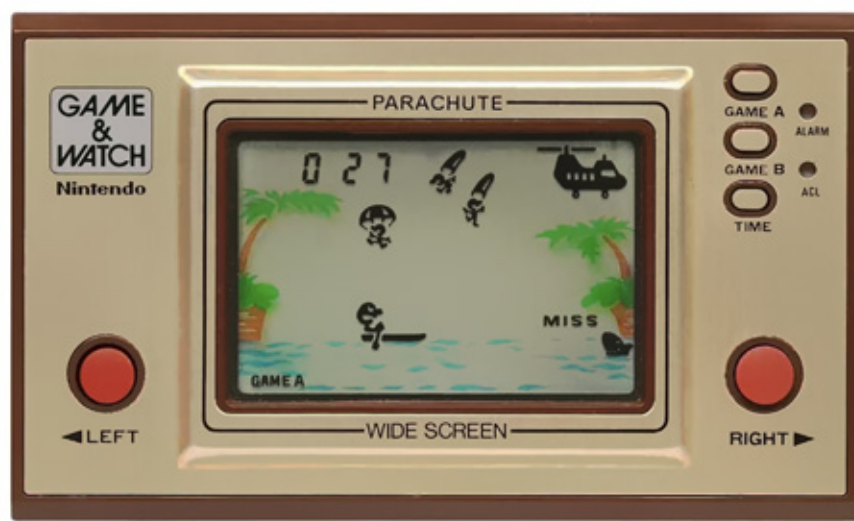 GAME
&
WATCH
Nintendo
PARACHUTE
GAME A
ALARM
GAME B
ACL
TIME
0 27
MISS
GAME A
◄LEFT
WIDE SCREEN
RIGHT►